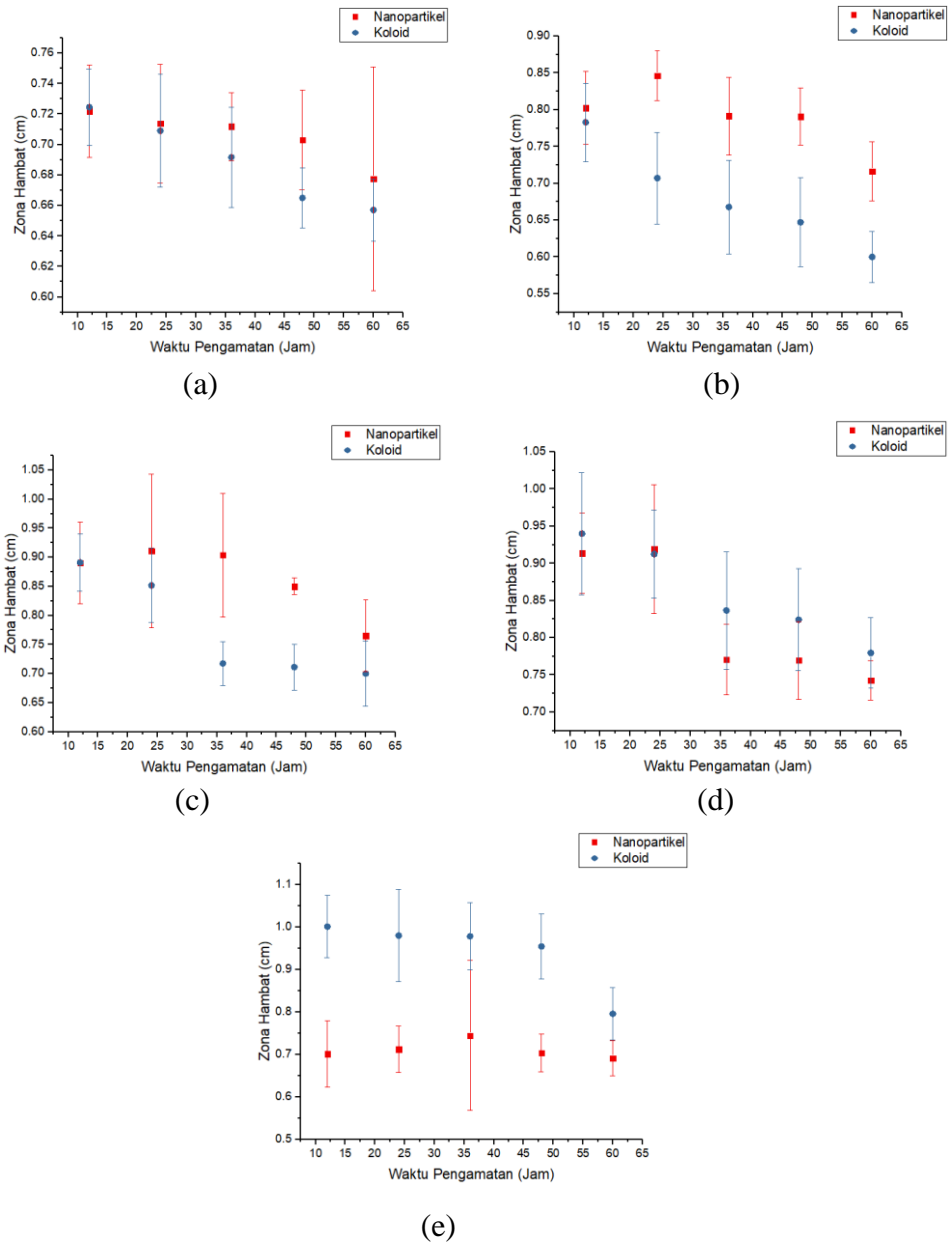 Nanopartikel
Koloid
0.76
0.74
0.72
0.70
0.68
0.66
0.64
0.62
0.60
Zona Hambat (cm)
10 15 20 25 30 35 40 45 50 55 60 65
Waktu Pengamatan (Jam)
(a)
Nanopartikel
Koloid
0.90
0.85
0.80
0.75
0.70
0.65
0.60
0.55
Zona Hambat (cm)
10 15 20 25 30 35 40 45 50 55 60 65
Waktu Pengamatan (Jam)
(b)
Nanopartikel
Koloid
1.05
1.00
0.95
0.90
0.85
0.80
0.75
0.70
0.65
0.60
Zona Hambat (cm)
10 15 20 25 30 35 40 45 50 55 60 65
Waktu Pengamatan (Jam)
(c)
Nanopartikel
Koloid
1.05
1.00
0.95
0.90
0.85
0.80
0.75
0.70
Zona Hambat (cm)
10 15 20 25 30 35 40 45 50 55 60 65
Waktu Pengamatan (Jam)
(d)
Nanopartikel
Koloid
1.1
1.0
0.9
0.8
0.7
0.6
0.5
Zona Hambat (cm)
10 15 20 25 30 35 40 45 50 55 60 65
Waktu Pengamatan (Jam)
(e)